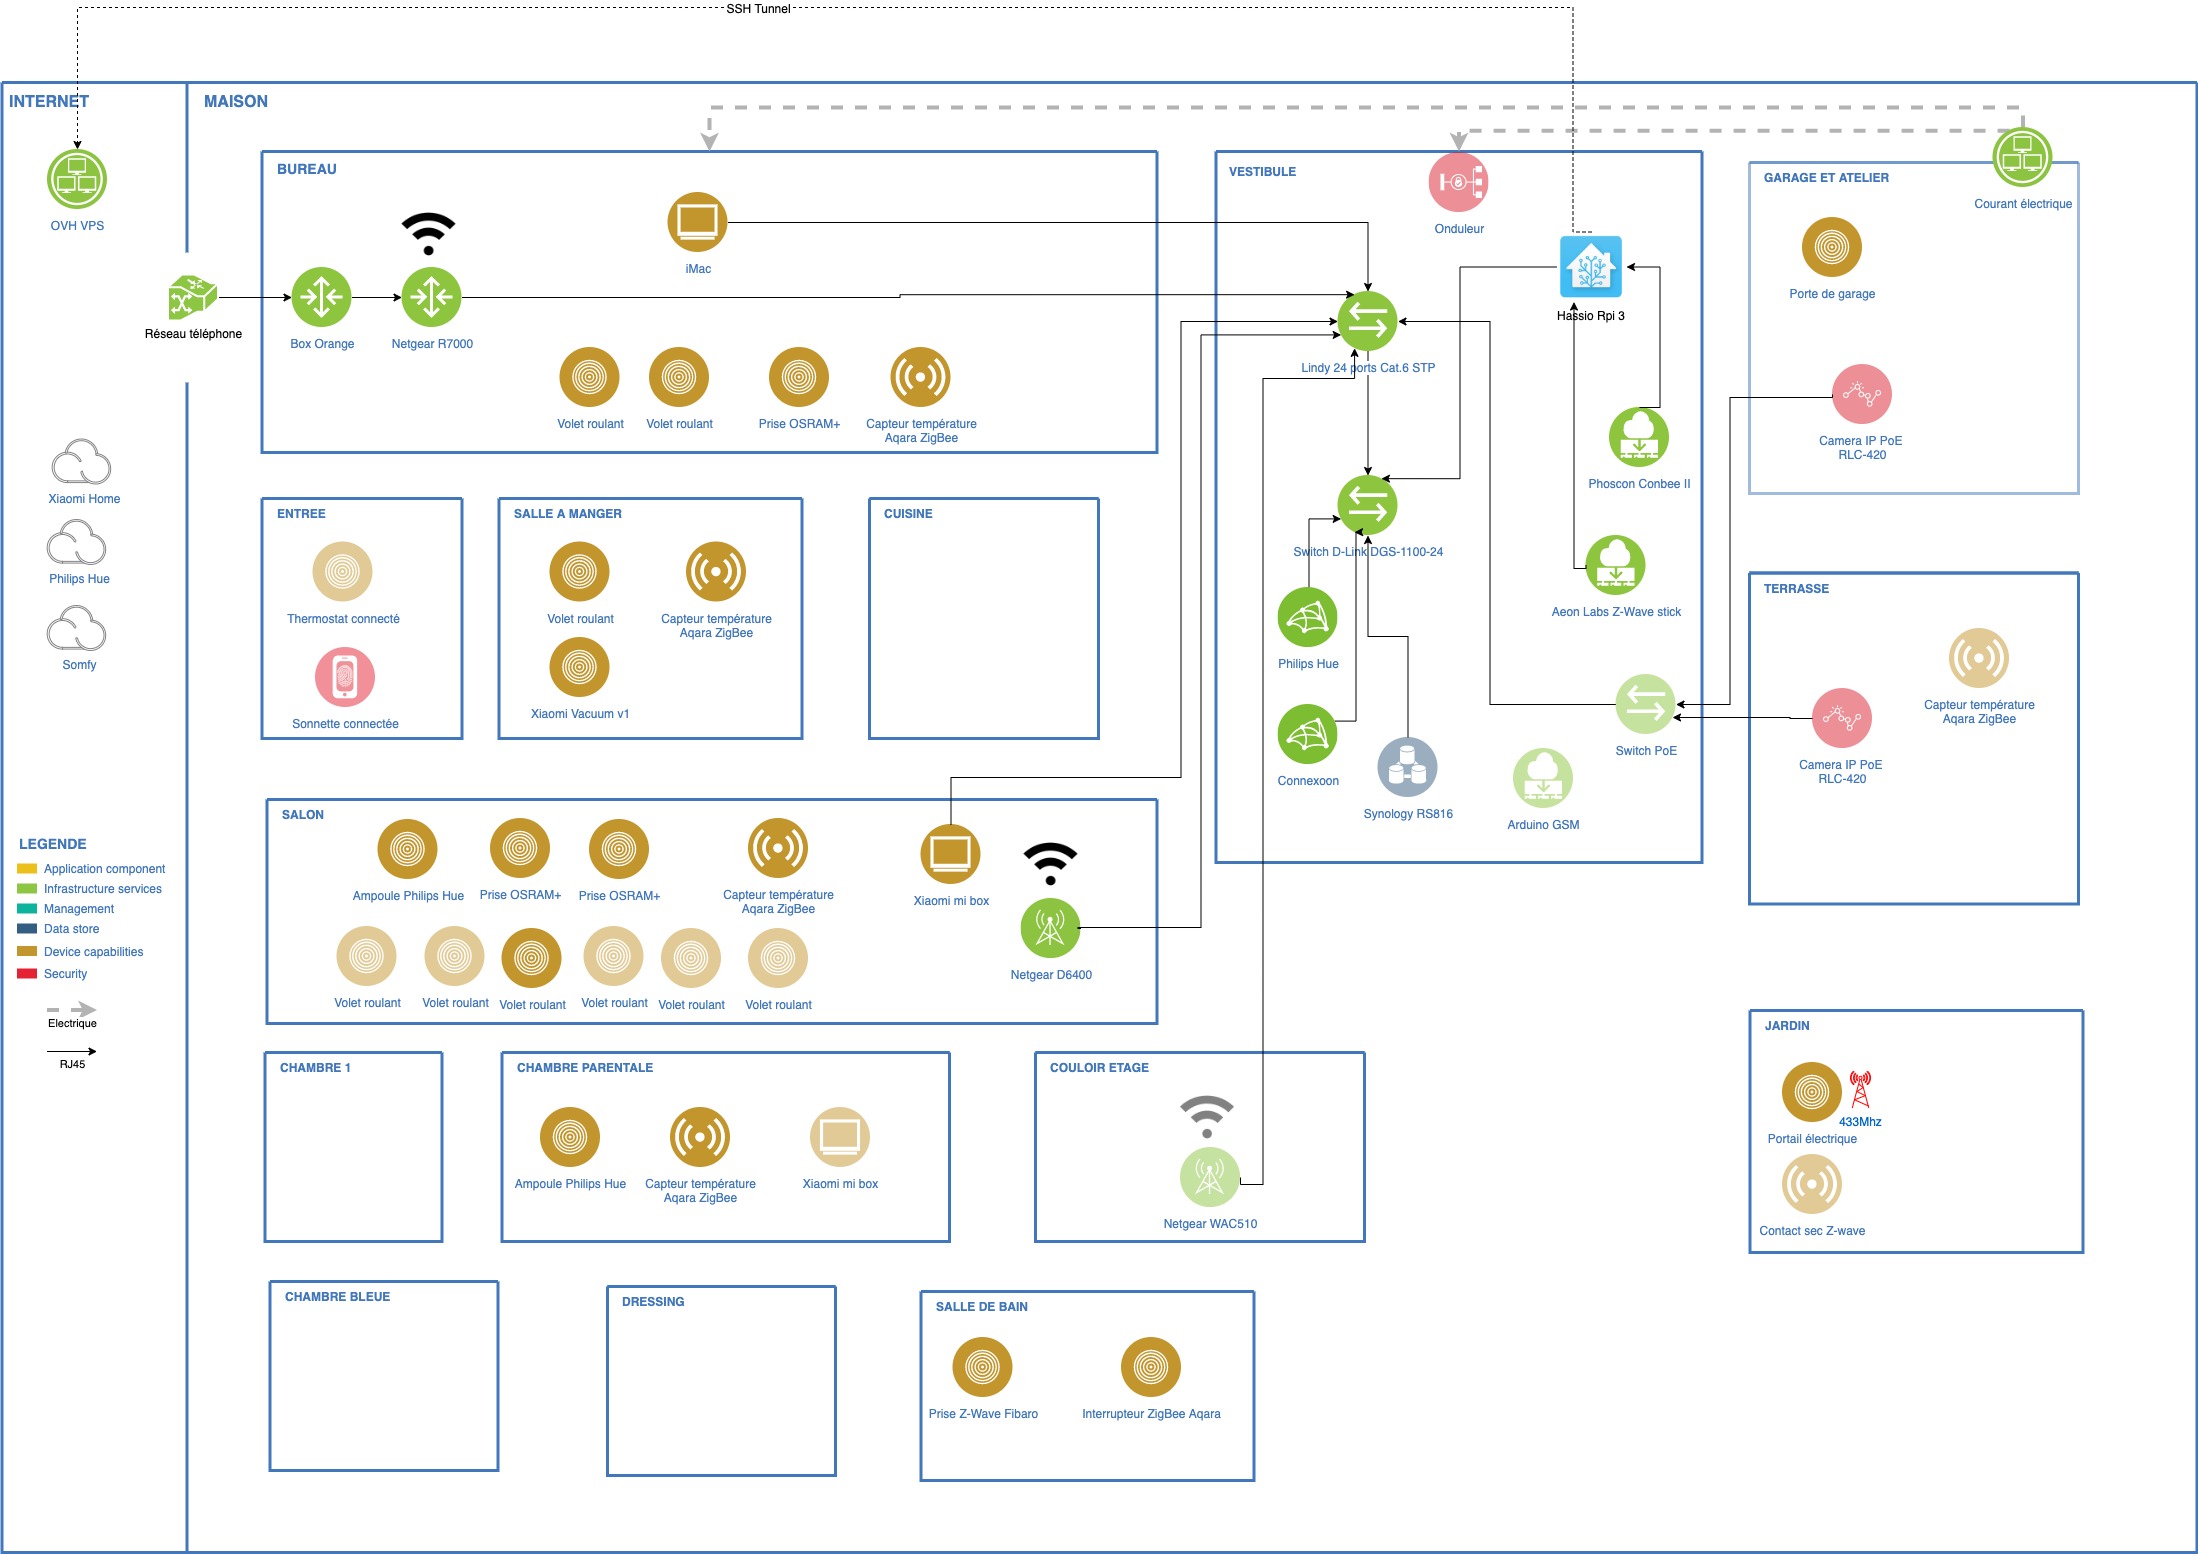 SSH Tunnel
INTERNET
MAISON
OVH VPS
Réseau téléphone
Xiaomi Home
Philips Hue
Somfy
LEGENDE
Application component
Infrastructure services
Management
Data store
Device capabilities
Security
Electrique
RJ45
BUREAU
iMac
Box Orange
Netgear R7000
Volet roulant
Volet roulant
Prise OSRAM+
Capteur température
Aqara ZigBee
VESTIBULE
Onduleur
Hassio Rpi 3
Lindy 24 ports Cat.6 STP
Phoscon Conbee II
Switch D-Link DGS-1100-24
Aeon Labs Z-Wave stick
Philips Hue
Connexoon
Synology RS816
Arduino GSM
Switch PoE
GARAGE ET ATELIER
Courant électrique
Porte de garage
Camera IP PoE
RLC-420
ENTREE
Thermostat connecté
Sonnette connectée
SALLE A MANGER
Volet roulant
Capteur température
Aqara ZigBee
Xiaomi Vacuum v1
CUISINE
TERRASSE
Capteur température
Aqara ZigBee
Camera IP PoE
RLC-420
SALON
Ampoule Philips Hue
Prise OSRAM+
Prise OSRAM+
Capteur température
Aqara ZigBee
Xiaomi mi box
Netgear D6400
Volet roulant
Volet roulant
Volet roulant
Volet roulant
Volet roulant
Volet roulant
CHAMBRE 1
CHAMBRE PARENTALE
Ampoule Philips Hue
Capteur température
Aqara ZigBee
Xiaomi mi box
COULOIR ETAGE
Netgear WAC510
JARDIN
433Mhz
Portail électrique
Contact sec Z-wave
CHAMBRE BLEUE
DRESSING
SALLE DE BAIN
Prise Z-Wave Fibaro
Interrupteur ZigBee Aqara